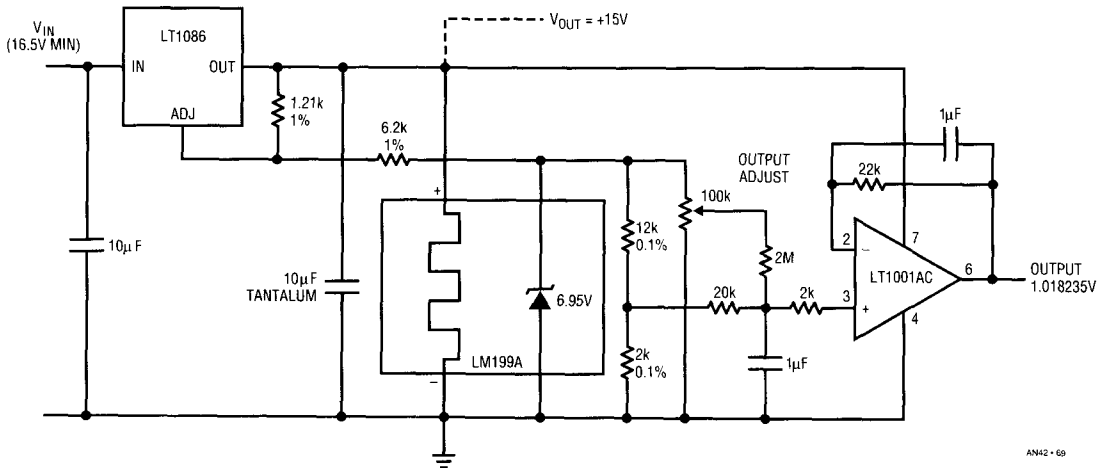 V_OUT = +15V
V_IN
(16.5V MIN)
LT1086
IN
OUT
ADJ
1.21k
1%
6.2k
1%
1μF
22k
OUTPUT
ADJUST
100k
+
12k
0.1%
2M
2
−
7
LT1001AC
6
OUTPUT
1.018235V
10μF
10μF
TANTALUM
6.95V
20k
2k
3
+
4
LM199A
−
2k
0.1%
1μF
AN42 • 69